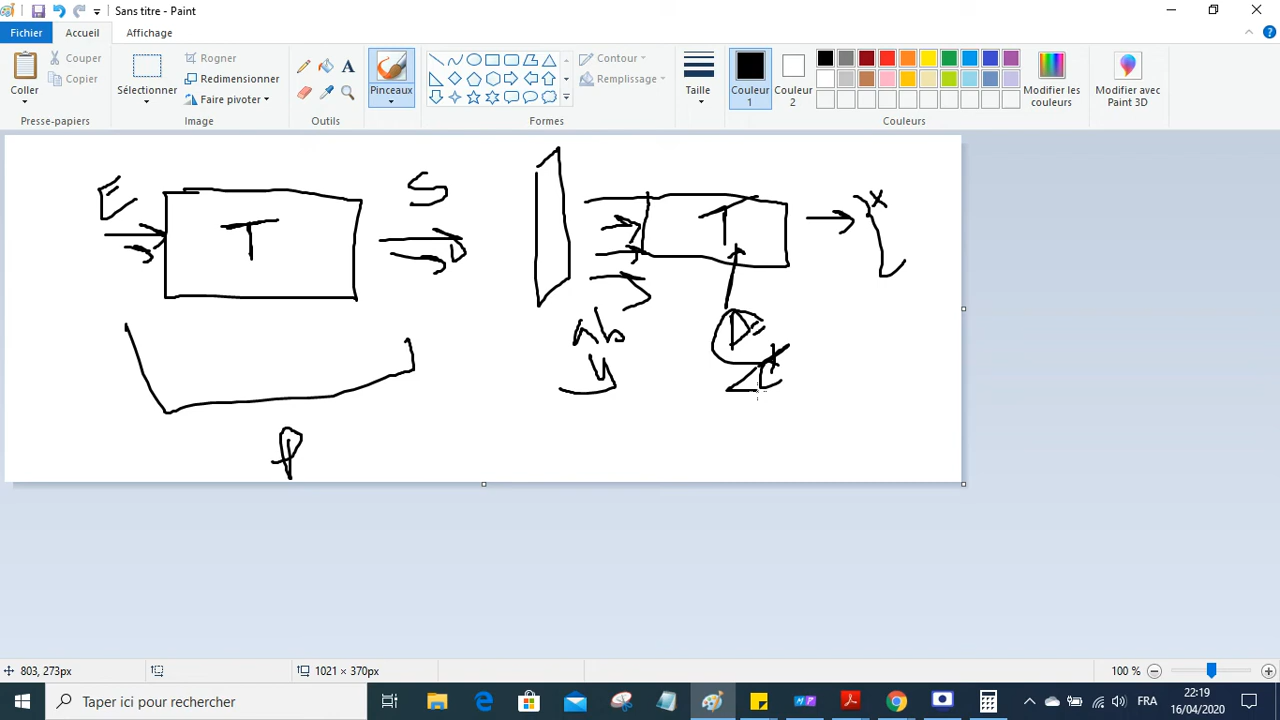 Sans titre - Paint
Fichier Accueil Affichage
Coller
Couper
Copier
Presse-papiers
Sélectionner
Rogner
Redimensionner
Faire pivoter
Image
A
Outils
Pinceaux
Contour
Remplissage
Formes
Taille
Couleur 1
Couleur 2
Modifier les couleurs
Couleurs
Modifier avec Paint 3D
E T S T x
ab
P
803, 273px
1021 × 370px
100 %
Taper ici pour rechercher
FRA
22:19
16/04/2020